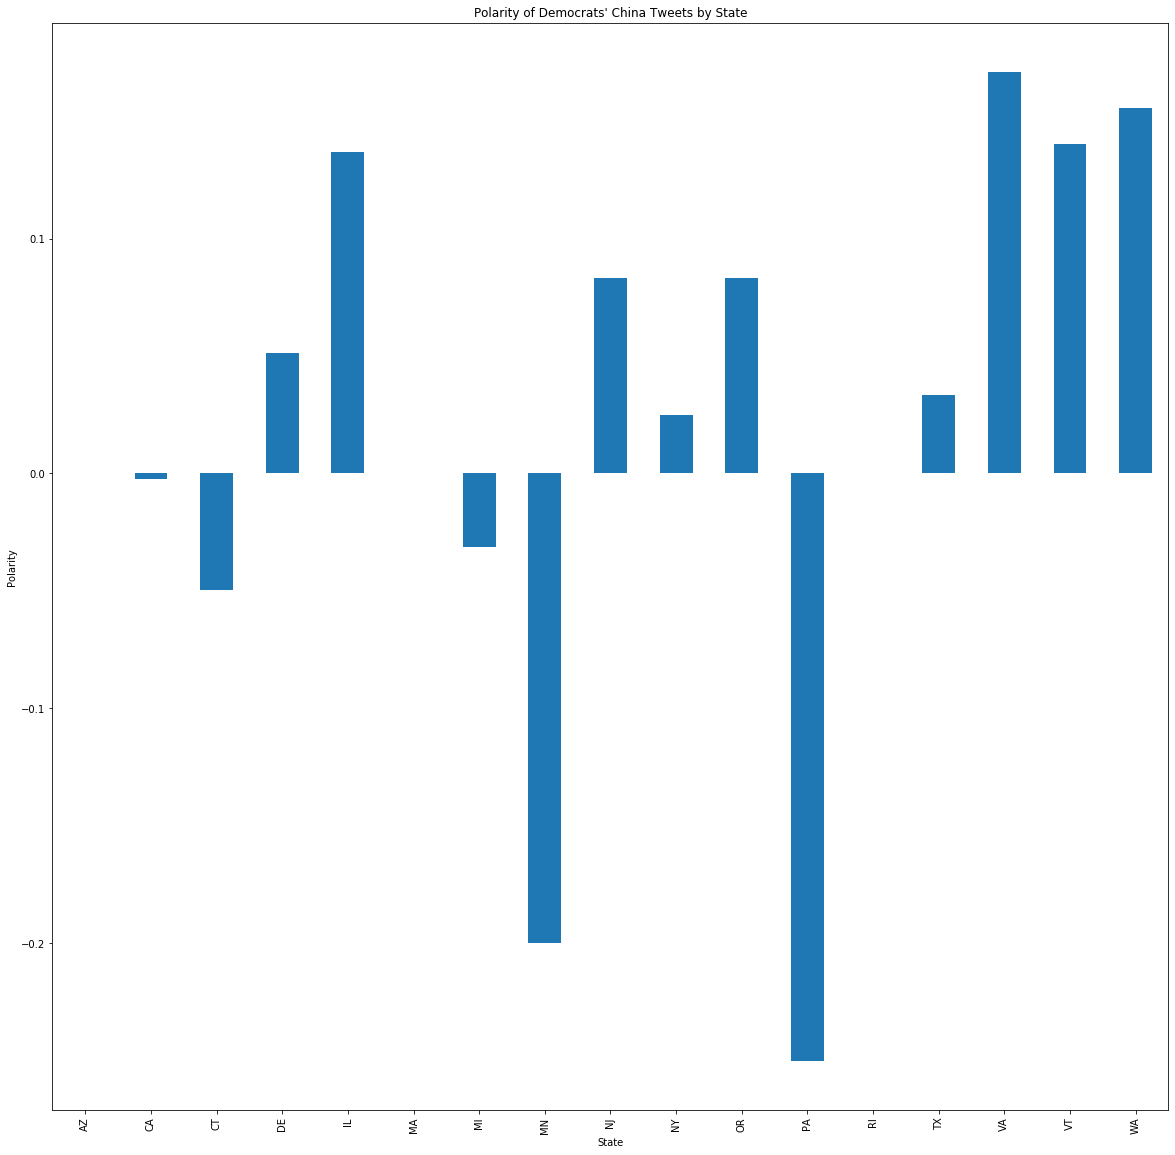 Polarity of Democrats' China Tweets by State
Polarity
0.1
0.0
−0.1
−0.2
AZ
CA
CT
DE
IL
MA
MI
MN
NJ
NY
OR
PA
RI
TX
VA
VT
WA
State